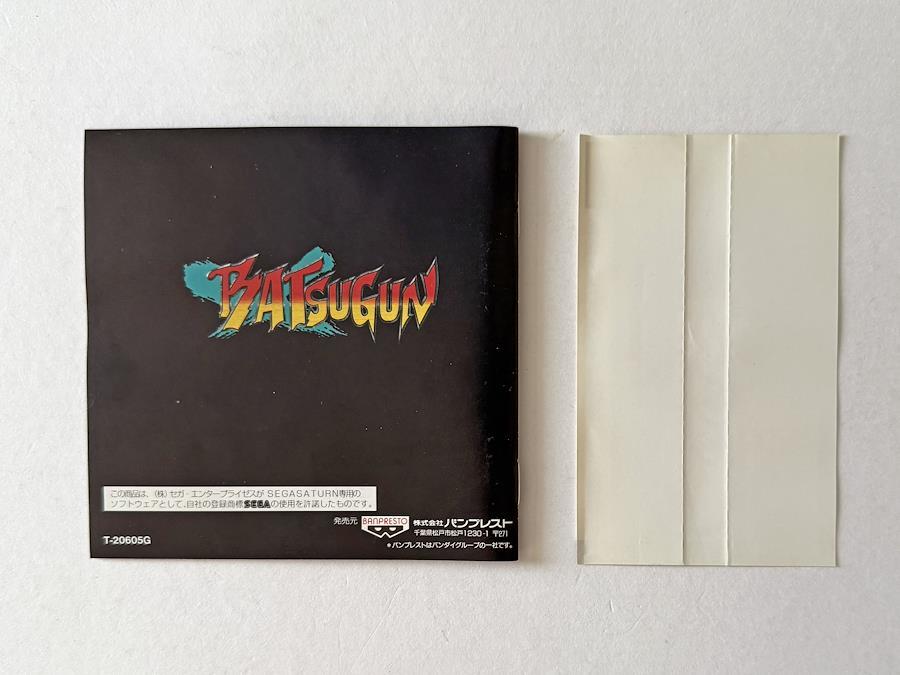 BATSUGUN
この商品は、(株)セガ・エンタープライゼスが SEGASATURN専用の
ソフトウェアとして、自社の登録商標SEGAの使用を許諾したものです。
発売元 BANPRESTO 株式会社 バンプレスト
千葉県松戸市松戸1230-1 〒271
T-20605G
＊バンプレストはバンダイグループの一社です。